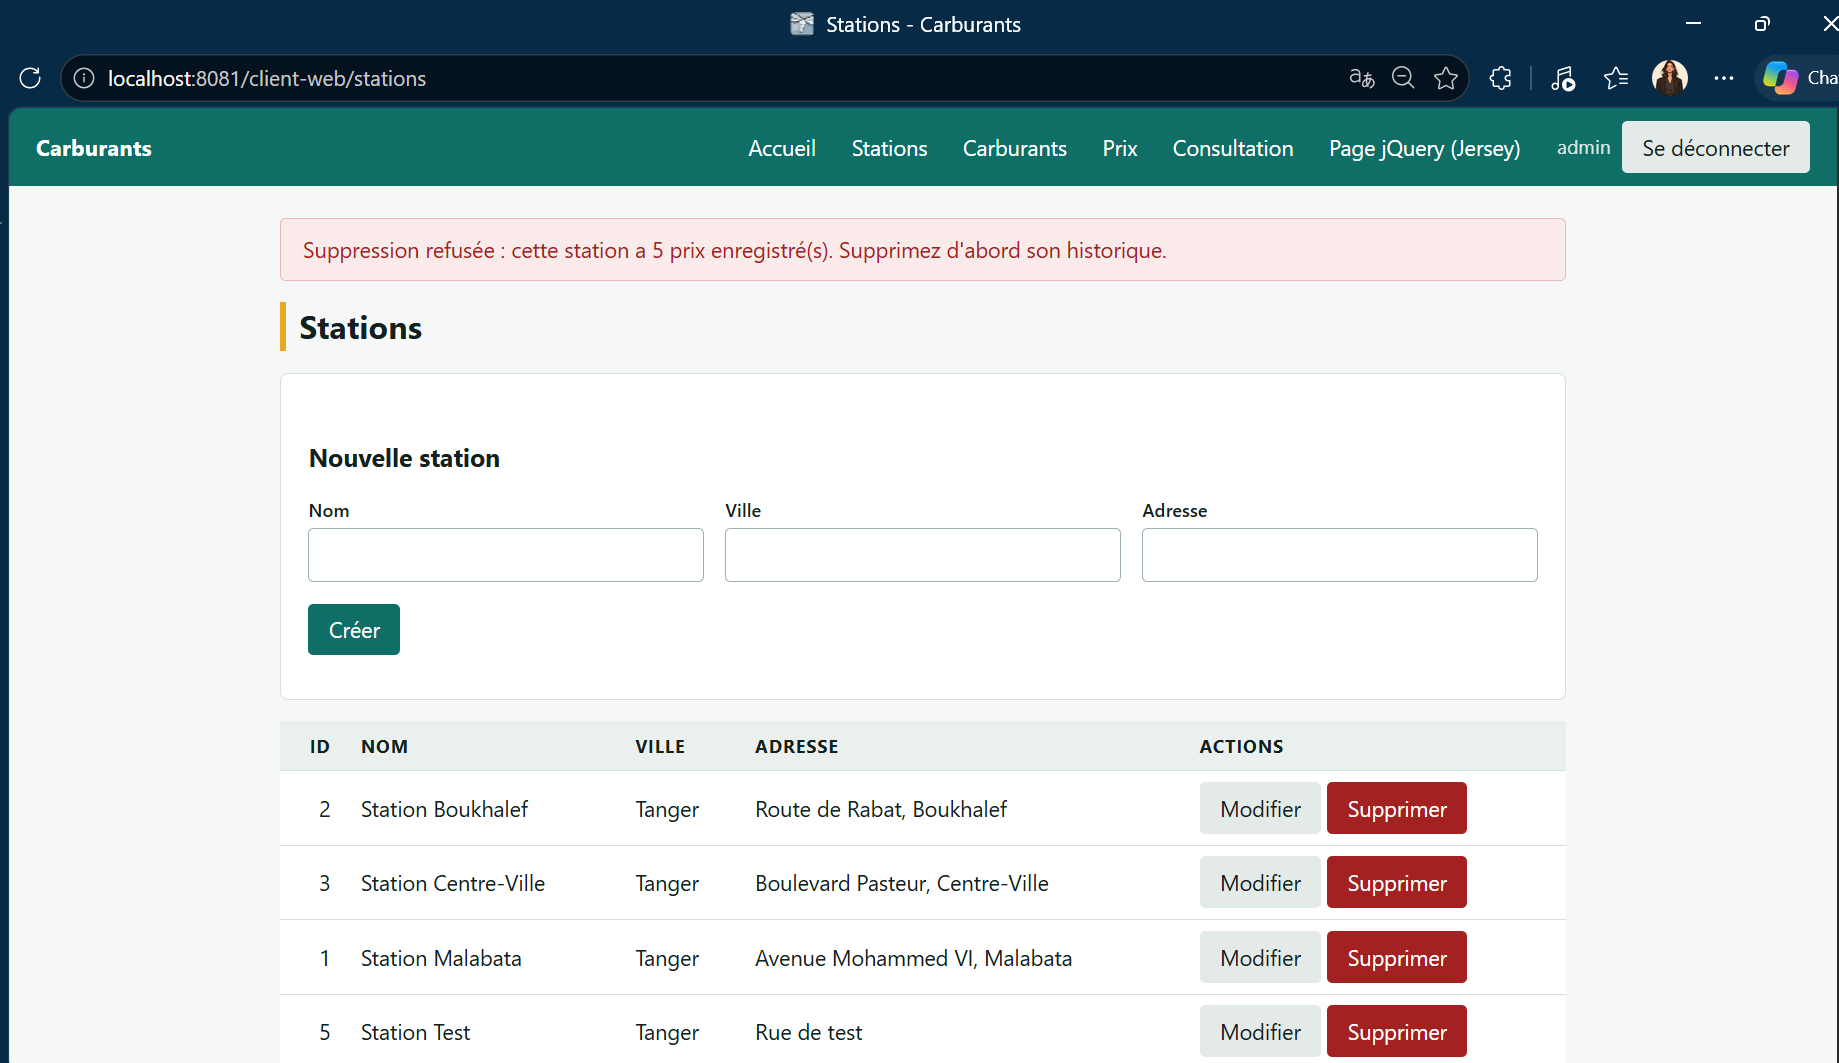 Stations - Carburants
localhost:8081/client-web/stations
Carburants
Accueil Stations Carburants Prix Consultation Page jQuery (Jersey) admin Se déconnecter
Suppression refusée : cette station a 5 prix enregistré(s). Supprimez d'abord son historique.
Stations
Nouvelle station
Nom Ville Adresse
Créer
ID NOM VILLE ADRESSE ACTIONS
2 Station Boukhalef Tanger Route de Rabat, Boukhalef Modifier Supprimer
3 Station Centre-Ville Tanger Boulevard Pasteur, Centre-Ville Modifier Supprimer
1 Station Malabata Tanger Avenue Mohammed VI, Malabata Modifier Supprimer
5 Station Test Tanger Rue de test Modifier Supprimer